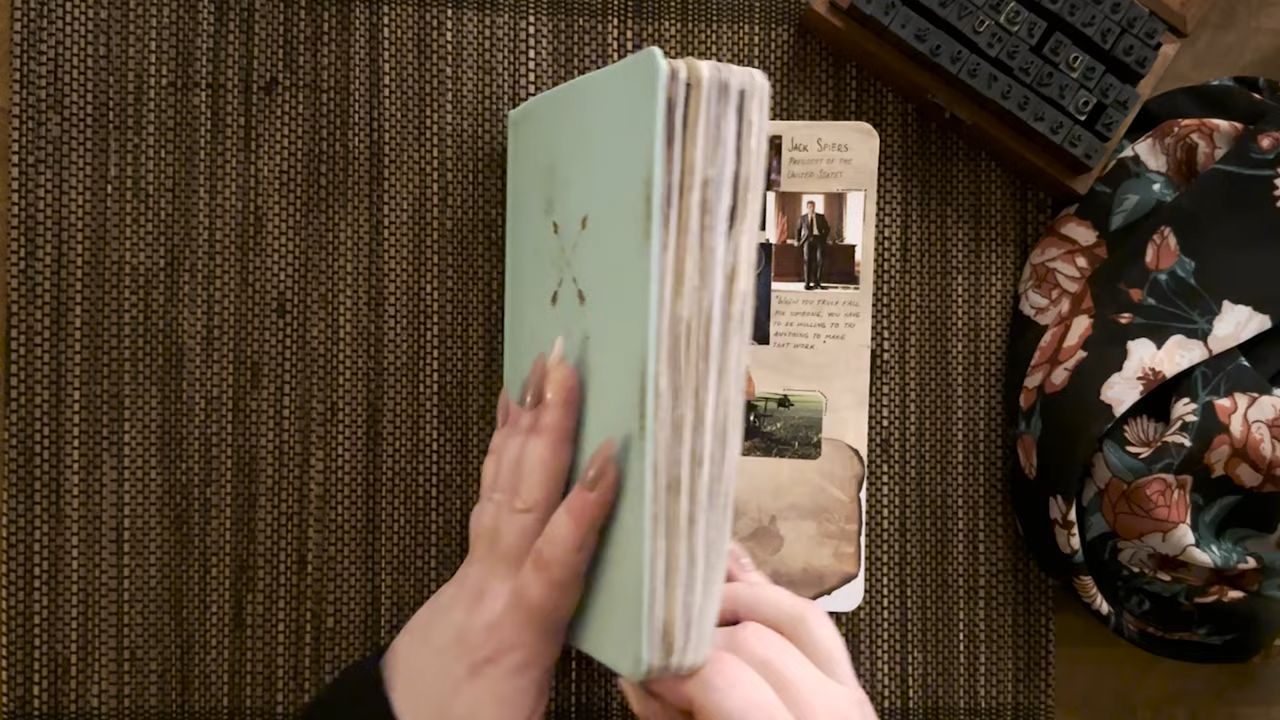 JACK SPIERS
PRESIDENT OF THE
UNITED STATES
"WHEN YOU TRULY FALL
FOR SOMEONE, YOU HAVE
TO BE WILLING TO TRY
ANYTHING TO MAKE
THAT WORK."